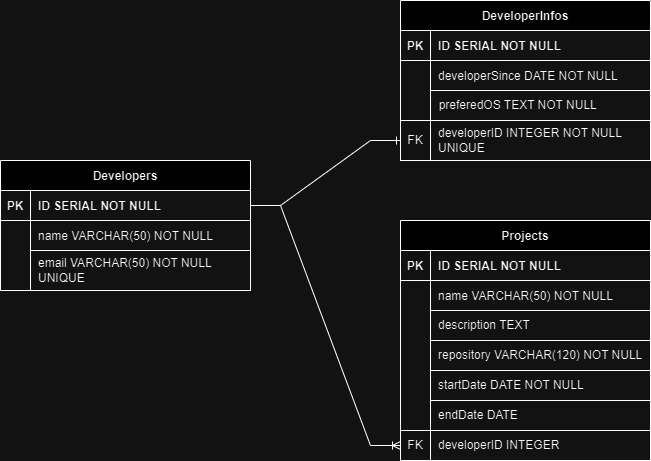 DeveloperInfos
PK ID SERIAL NOT NULL
developerSince DATE NOT NULL
preferedOS TEXT NOT NULL
FK developerID INTEGER NOT NULL
UNIQUE
Developers
PK ID SERIAL NOT NULL
name VARCHAR(50) NOT NULL
email VARCHAR(50) NOT NULL
UNIQUE
Projects
PK ID SERIAL NOT NULL
name VARCHAR(50) NOT NULL
description TEXT
repository VARCHAR(120) NOT NULL
startDate DATE NOT NULL
endDate DATE
FK developerID INTEGER